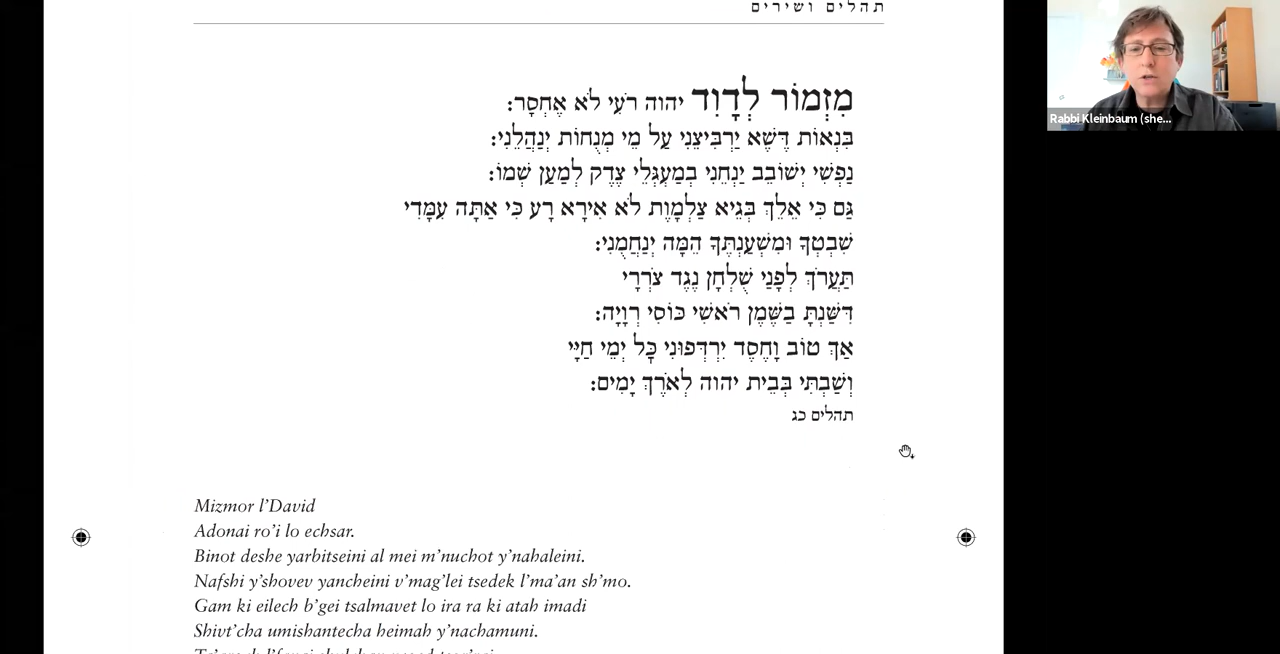 תהלים ושירים
מִזְמוֹר לְדָוִד יהוה רֹעִי לֹא אֶחְסָר:
בִּנְאוֹת דֶּשֶׁא יַרְבִּיצֵנִי עַל מֵי מְנֻחוֹת יְנַהֲלֵנִי:
נַפְשִׁי יְשׁוֹבֵב יַנְחֵנִי בְמַעְגְּלֵי צֶדֶק לְמַעַן שְׁמוֹ:
גַּם כִּי אֵלֵךְ בְּגֵיא צַלְמָוֶת לֹא אִירָא רָע כִּי אַתָּה עִמָּדִי
שִׁבְטְךָ וּמִשְׁעַנְתֶּךָ הֵמָּה יְנַחֲמֻנִי:
תַּעֲרֹךְ לְפָנַי שֻׁלְחָן נֶגֶד צֹרְרָי
דִּשַּׁנְתָּ בַשֶּׁמֶן רֹאשִׁי כּוֹסִי רְוָיָה:
אַךְ טוֹב וָחֶסֶד יִרְדְּפוּנִי כָּל יְמֵי חַיָּי
וְשַׁבְתִּי בְּבֵית יהוה לְאֹרֶךְ יָמִים:
תהלים כג
Mizmor l'David
Adonai ro'i lo echsar.
Binot deshe yarbitseini al mei m'nuchot y'nahaleini.
Nafshi y'shovev yancheini v'mag'lei tsedek l'ma'an sh'mo.
Gam ki eilech b'gei tsalmavet lo ira ra ki atah imadi
Shivt'cha umishantecha heimah y'nachamuni.
Rabbi Kleinbaum (she...